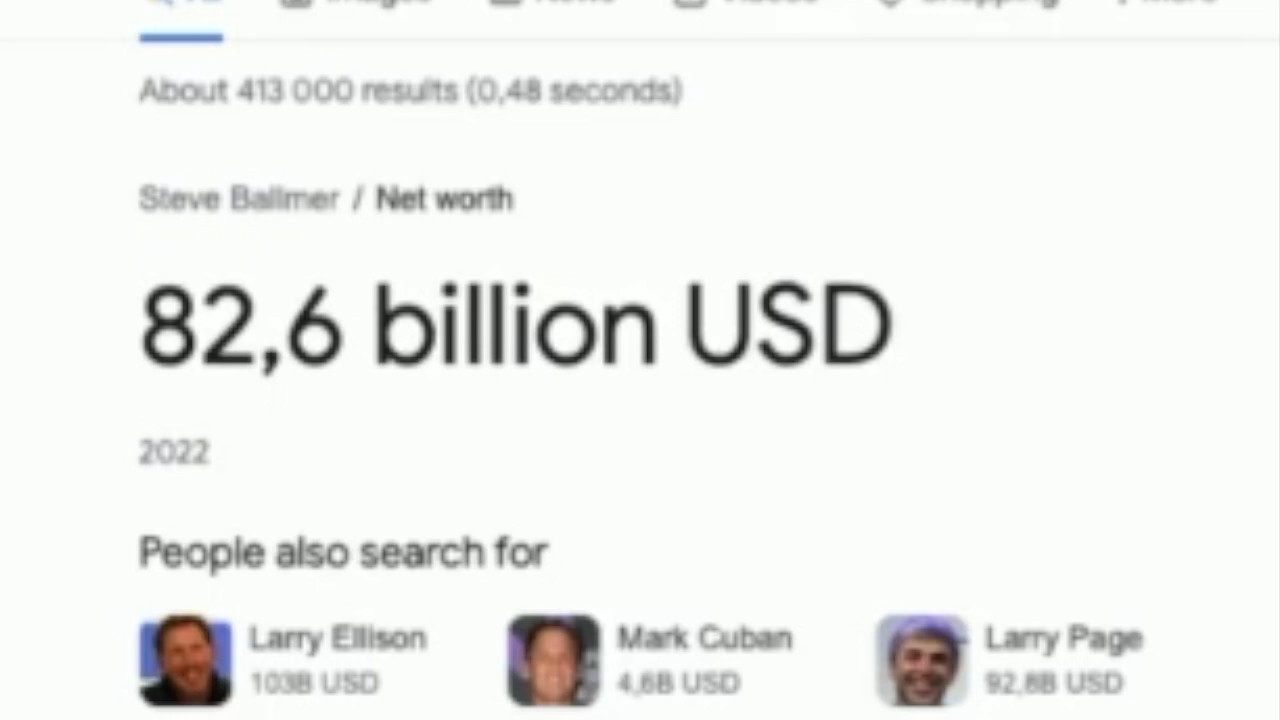 About 413 000 results (0,48 seconds)
Steve Ballmer / Net worth
82,6 billion USD
2022
People also search for
Larry Ellison
103B USD
Mark Cuban
4,6B USD
Larry Page
92,8B USD